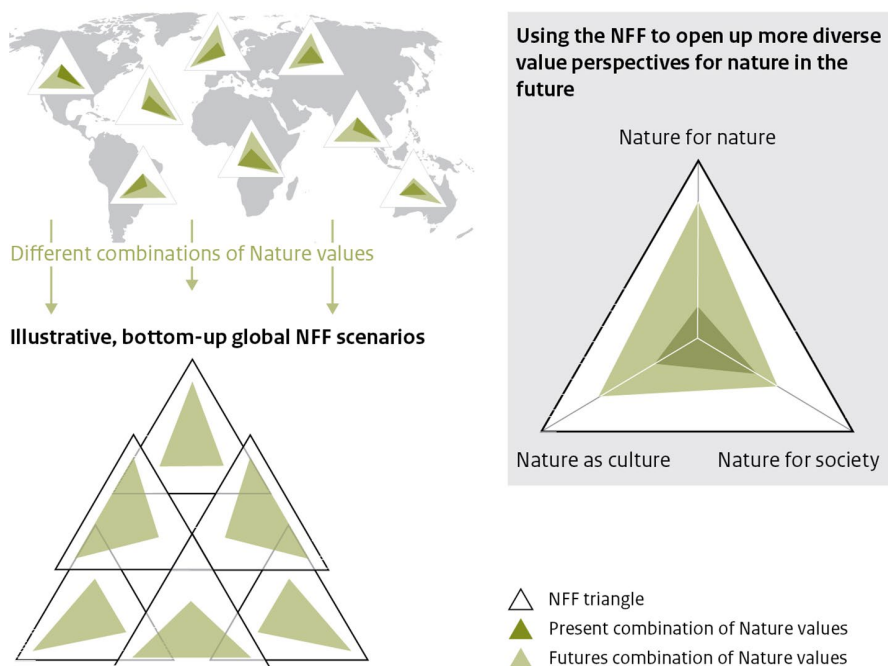 Different combinations of Nature values
Illustrative, bottom-up global NFF scenarios
Using the NFF to open up more diverse
value perspectives for nature in the
future
Nature for nature
Nature as culture
Nature for society
NFF triangle
Present combination of Nature values
Futures combination of Nature values